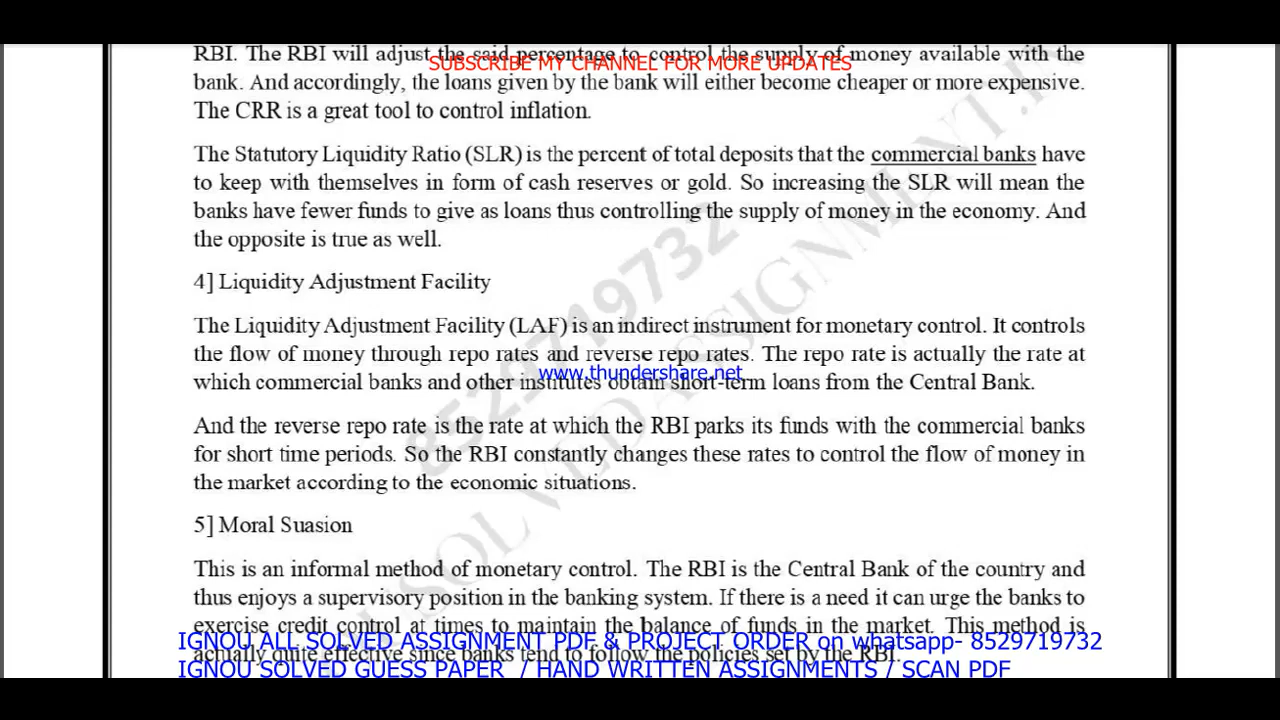 RBI. The RBI will adjust the said percentage to control the supply of money available with the
SUBSCRIBE MY CHANNEL FOR MORE UPDATES
bank. And accordingly, the loans given by the bank will either become cheaper or more expensive.
The CRR is a great tool to control inflation.
The Statutory Liquidity Ratio (SLR) is the percent of total deposits that the commercial banks have
to keep with themselves in form of cash reserves or gold. So increasing the SLR will mean the
banks have fewer funds to give as loans thus controlling the supply of money in the economy. And
the opposite is true as well.
4] Liquidity Adjustment Facility
The Liquidity Adjustment Facility (LAF) is an indirect instrument for monetary control. It controls
the flow of money through repo rates and reverse repo rates. The repo rate is actually the rate at
www.thundershare.net
which commercial banks and other institutes obtain short-term loans from the Central Bank.
And the reverse repo rate is the rate at which the RBI parks its funds with the commercial banks
for short time periods. So the RBI constantly changes these rates to control the flow of money in
the market according to the economic situations.
5] Moral Suasion
This is an informal method of monetary control. The RBI is the Central Bank of the country and
thus enjoys a supervisory position in the banking system. If there is a need it can urge the banks to
exercise credit control at times to maintain the balance of funds in the market. This method is
IGNOU ALL SOLVED ASSIGNMENT PDF & PROJECT ORDER on whatsapp- 8529719732
actually quite effective since banks tend to follow the policies set by the RBI.
IGNOU SOLVED GUESS PAPER / HAND WRITTEN ASSIGNMENTS / SCAN PDF
8529719732
USOLVEDASSIGNMENT.IN